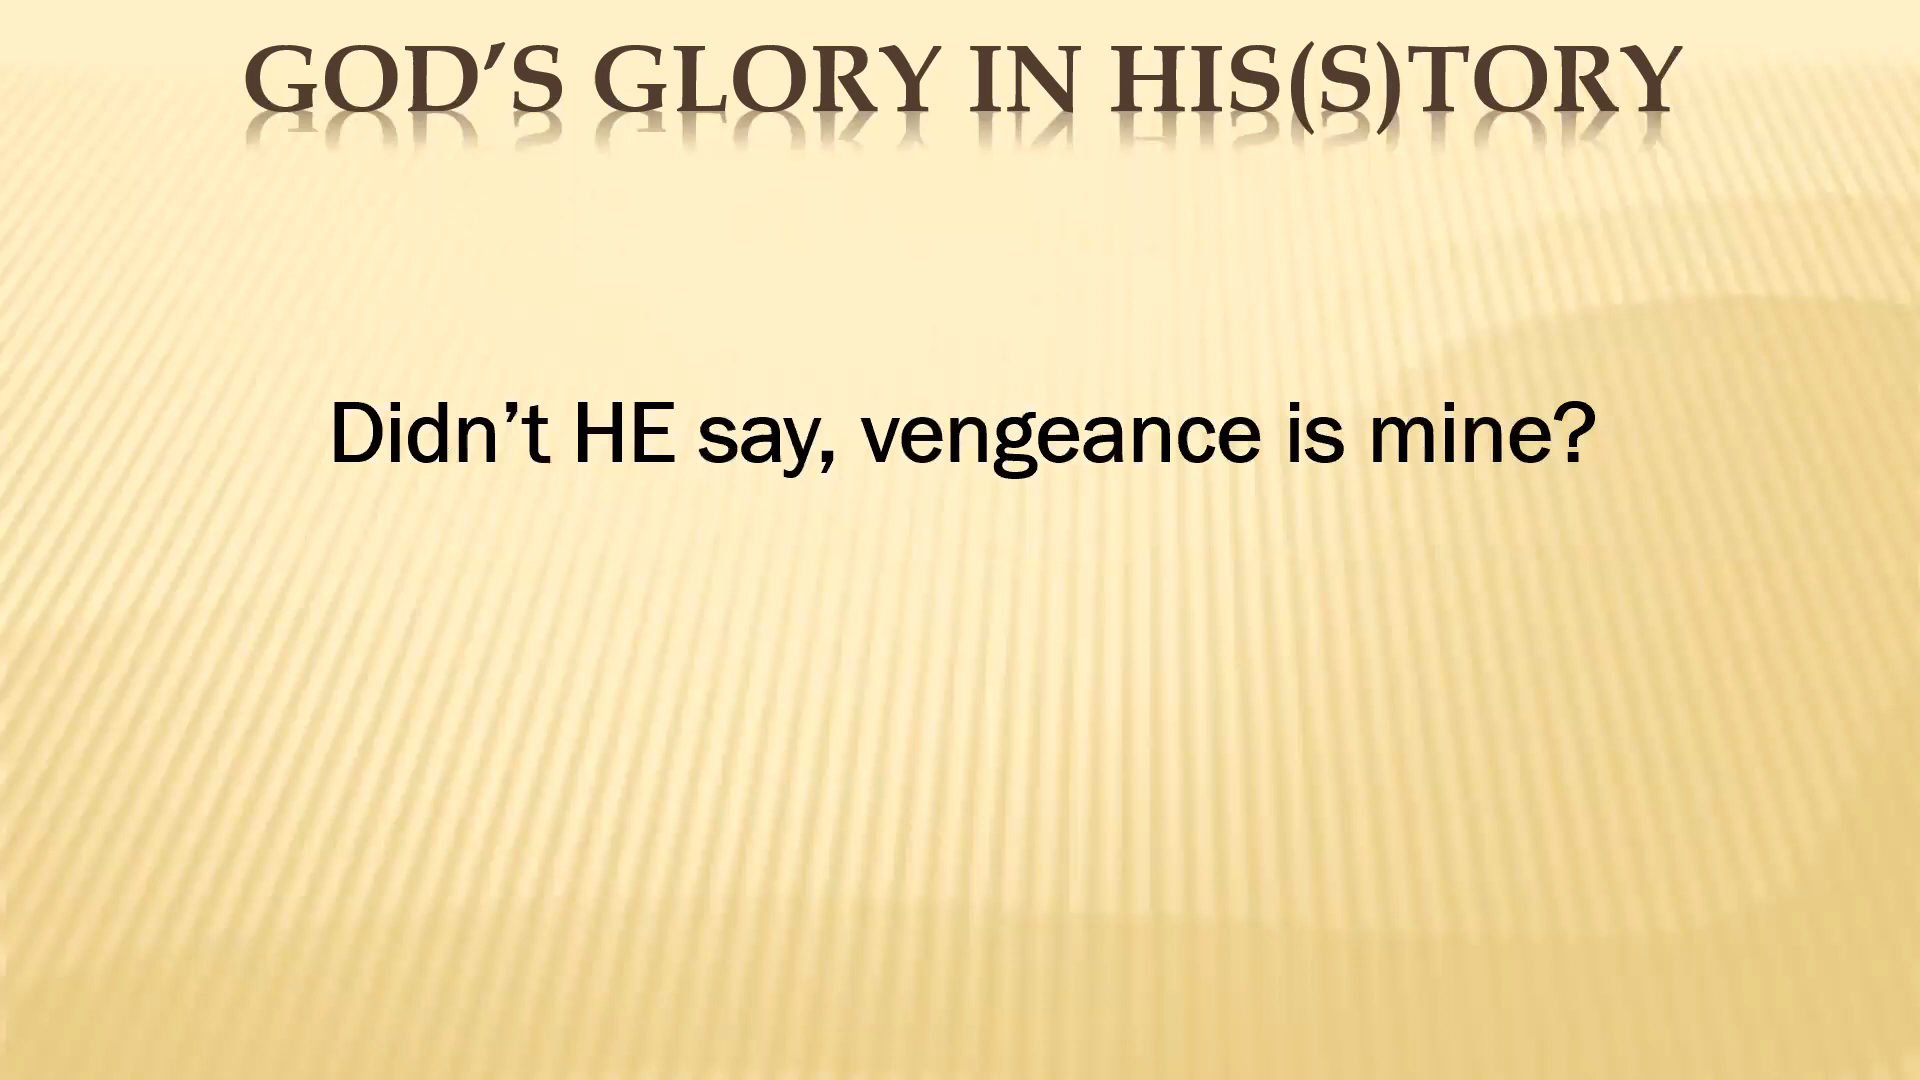 GOD’S GLORY IN HIS(S)TORY
Didn’t HE say, vengeance is mine?